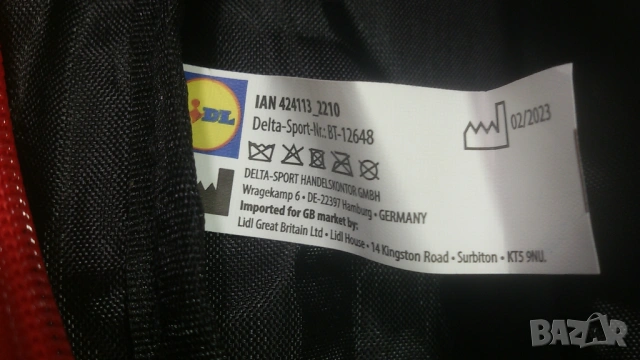 LIDL
IAN 424113_2210
Delta-Sport-Nr.: BT-12648
02/2023
DELTA-SPORT HANDELSKONTOR GMBH
Wragekamp 6 • DE-22397 Hamburg • GERMANY
Imported for GB market by:
Lidl Great Britain Ltd • Lidl House • 14 Kingston Road • Surbiton • KT5 9NU.
BAZAR
bg